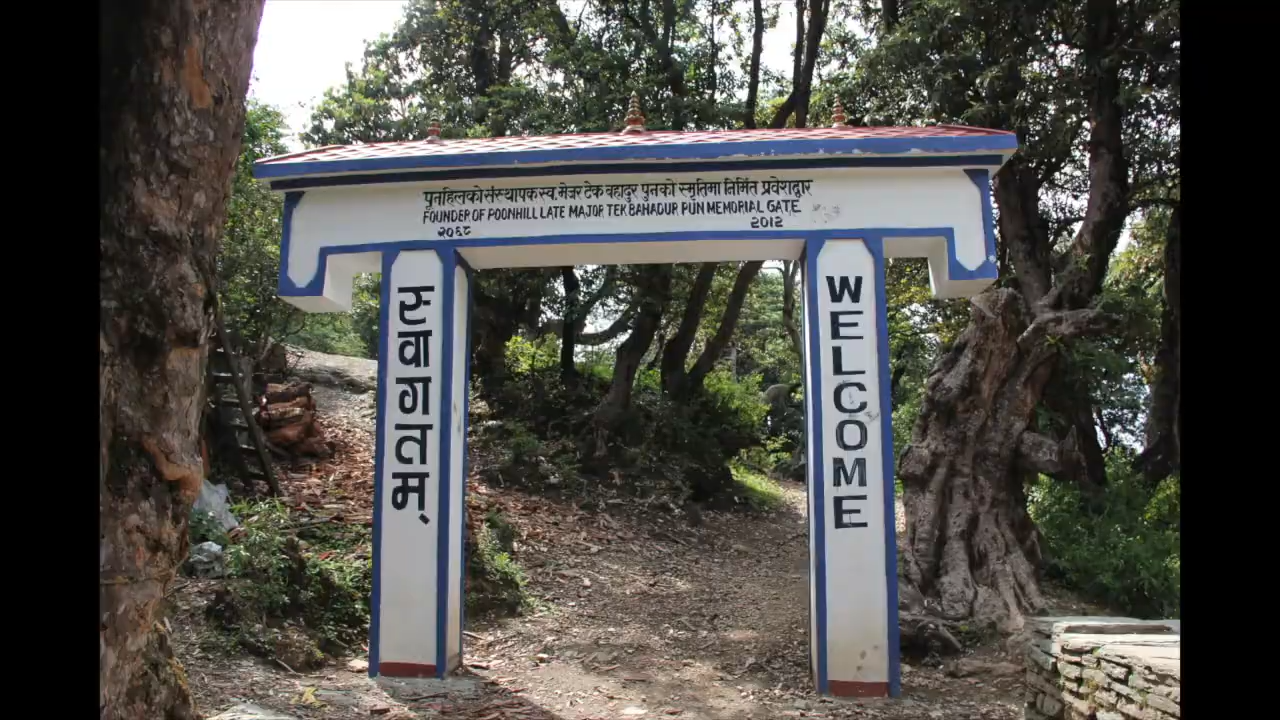 पूनहिलको संस्थापक स्व. मेजर टेक बहादुर पुनको स्मृतिमा निर्मित प्रवेशद्वार
FOUNDER OF POONHILL LATE MAJOR TEK BAHADUR PUN MEMORIAL GATE
२०६८ 2012
स्वागतम्
WELCOME